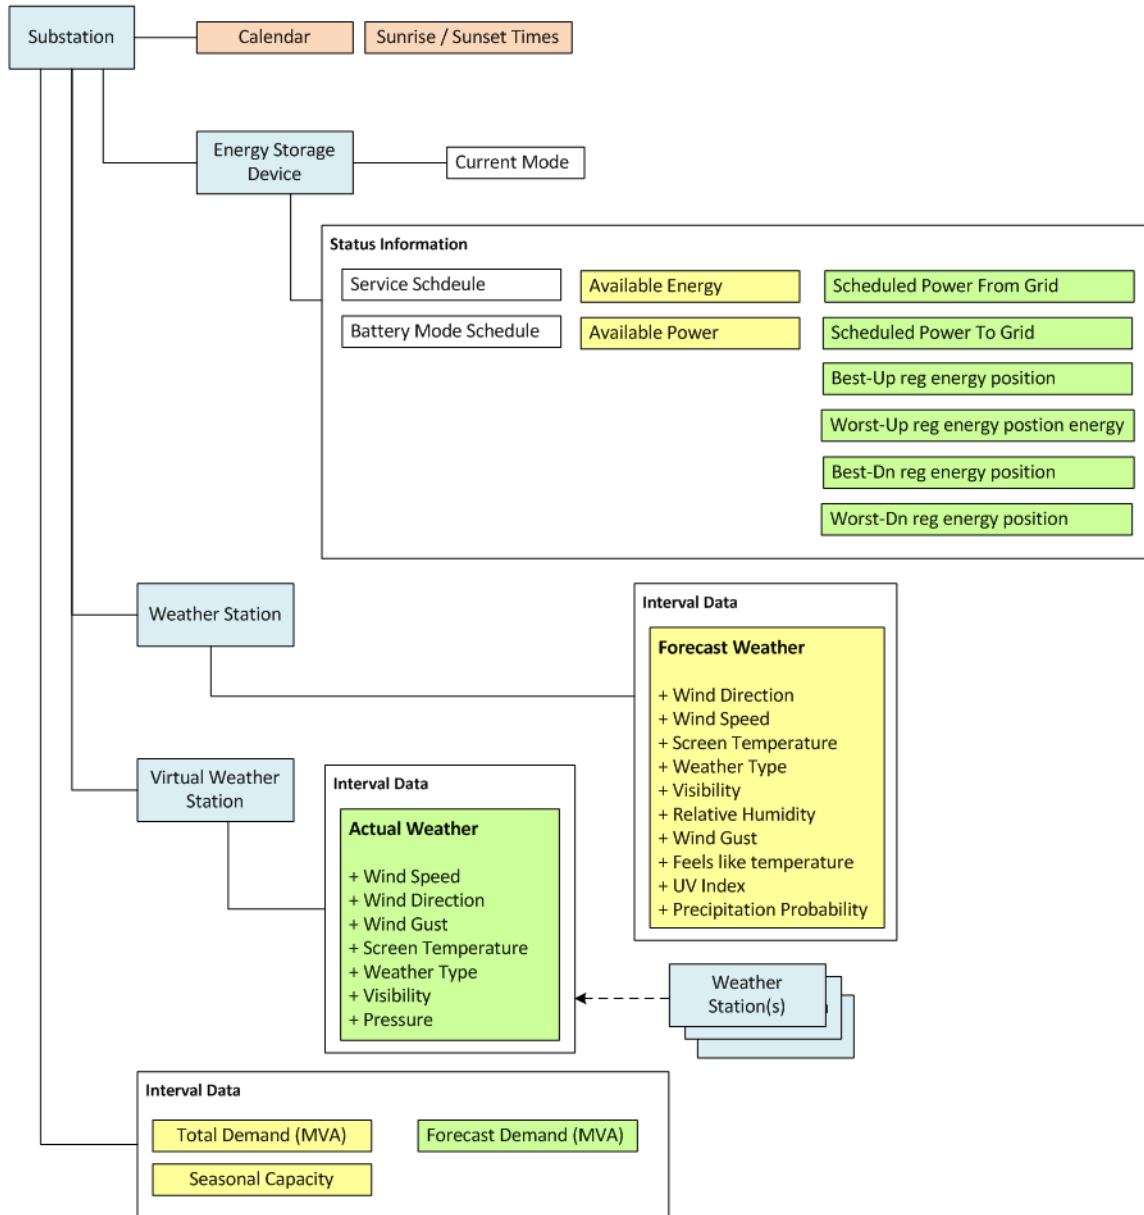 Substation
Calendar
Sunrise / Sunset Times
Energy Storage
Device
Current Mode
Status Information
Service Schdeule
Available Energy
Scheduled Power From Grid
Battery Mode Schedule
Available Power
Scheduled Power To Grid
Best-Up reg energy position
Worst-Up reg energy postion energy
Best-Dn reg energy position
Worst-Dn reg energy position
Weather Station
Interval Data
Forecast Weather
+ Wind Direction
+ Wind Speed
+ Screen Temperature
+ Weather Type
+ Visibility
+ Relative Humidity
+ Wind Gust
+ Feels like temperature
+ UV Index
+ Precipitation Probability
Virtual Weather
Station
Interval Data
Actual Weather
+ Wind Speed
+ Wind Direction
+ Wind Gust
+ Screen Temperature
+ Weather Type
+ Visibility
+ Pressure
Weather
Station(s)
Interval Data
Total Demand (MVA)
Forecast Demand (MVA)
Seasonal Capacity